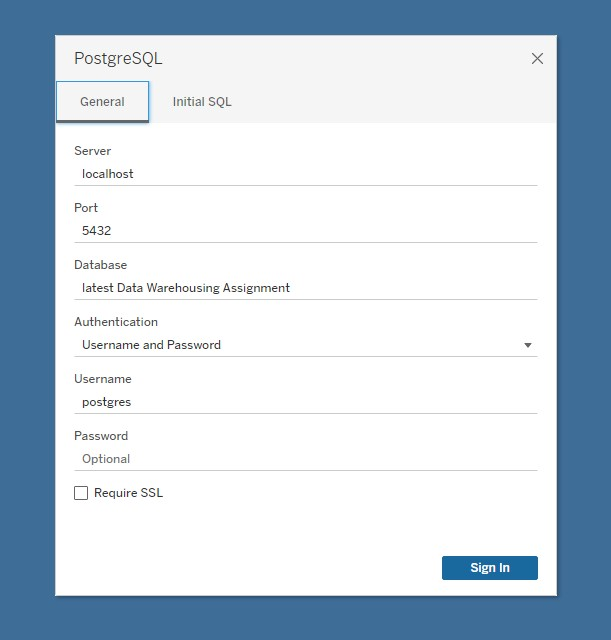 PostgreSQL
General
Initial SQL
Server
localhost
Port
5432
Database
latest Data Warehousing Assignment
Authentication
Username and Password
Username
postgres
Password
Optional
Require SSL
Sign In